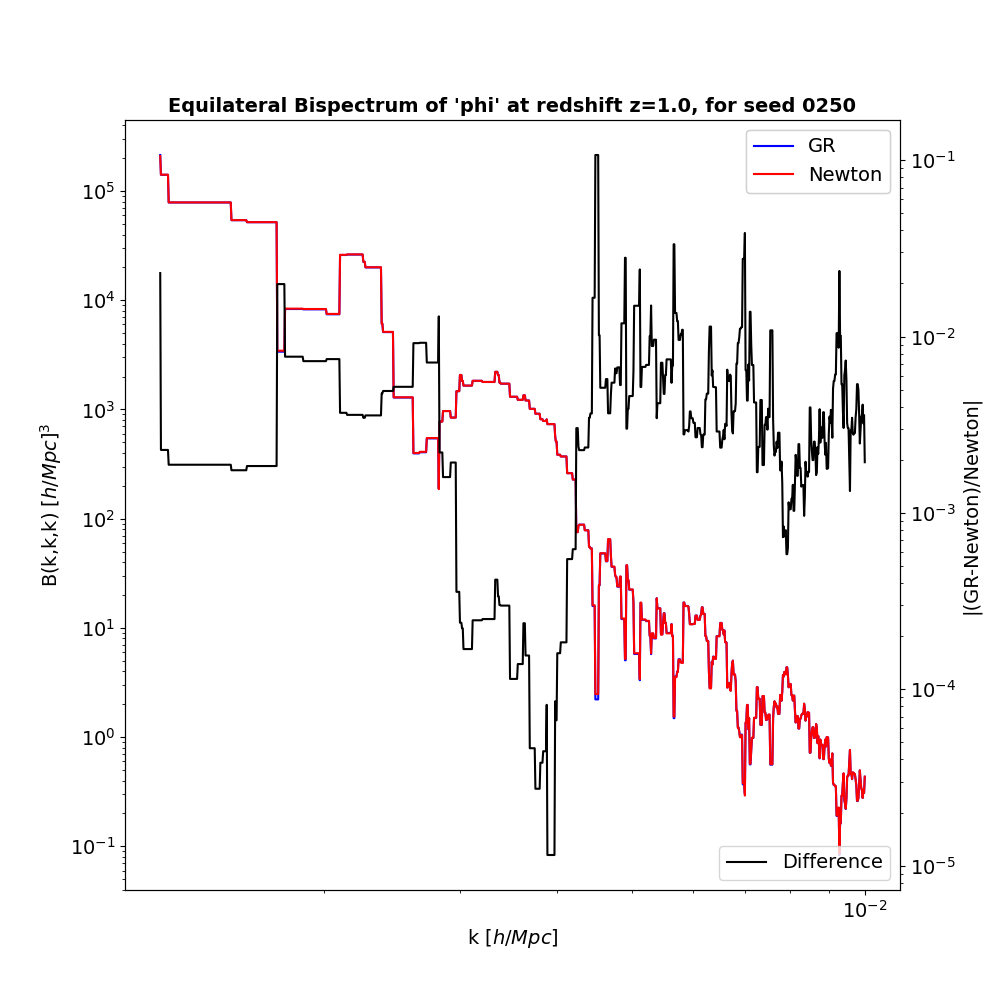 Equilateral Bispectrum of 'phi' at redshift z=1.0, for seed 0250
GR
Newton
10^5
10^4
10^3
10^2
10^1
10^0
10^-1
B(k,k,k) [h/Mpc]^3
10^-1
10^-2
10^-3
10^-4
10^-5
|(GR-Newton)/Newton|
Difference
10^-2
k [h/Mpc]